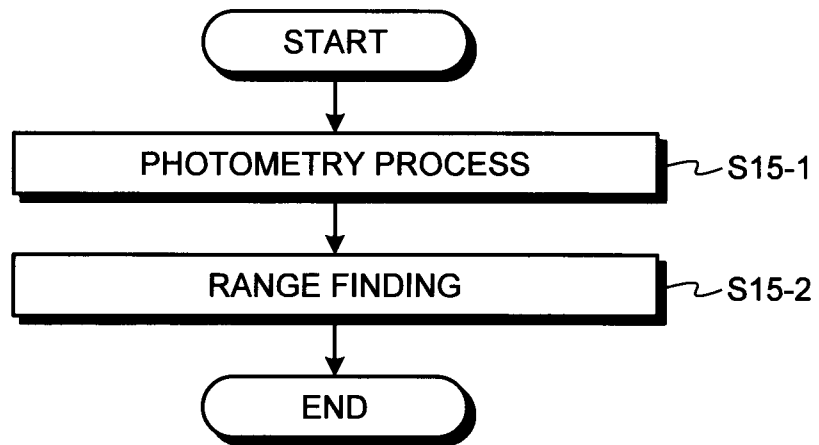 START
PHOTOMETRY PROCESS
S15-1
RANGE FINDING
S15-2
END